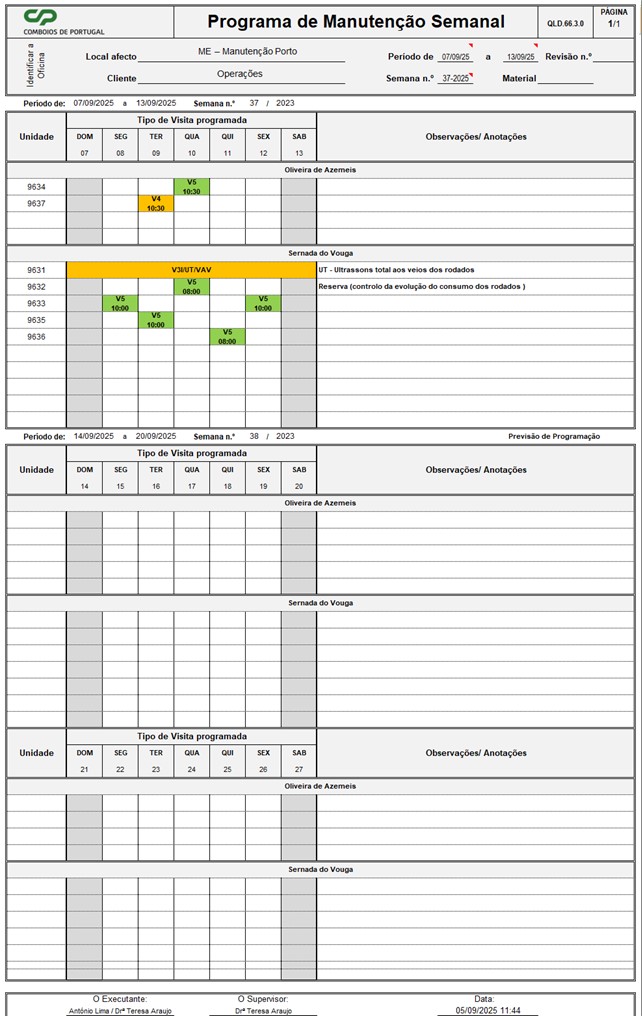 CP
COMBOIOS DE PORTUGAL
Programa de Manutenção Semanal
QLD.66.3.0
PÁGINA
1/1
Identificar a Oficina
Local afecto ME – Manutenção Porto
Cliente Operações
Periodo de 07/09/25 a 13/09/25 Revisão n.º
Semana n.º 37-2025 Material
Periodo de: 07/09/2025 a 13/09/2025 Semana n.º 37 / 2023
Unidade Tipo de Visita programada Observações/ Anotações
DOM SEG TER QUA QUI SEX SAB
07 08 09 10 11 12 13
Oliveira de Azemeis
9634 V5 10:30
9637 V4 10:30
Sernada do Vouga
9631 V3I/UT/VAV UT - Ultrassons total aos veios dos rodados
9632 V5 08:00 Reserva (controlo da evolução do consumo dos rodados )
9633 V5 10:00 V5 10:00
9635 V5 10:00
9636 V5 08:00
Periodo de: 14/09/2025 a 20/09/2025 Semana n.º 38 / 2023 Previsão de Programação
Unidade Tipo de Visita programada Observações/ Anotações
DOM SEG TER QUA QUI SEX SAB
14 15 16 17 18 19 20
Oliveira de Azemeis
Sernada do Vouga
Unidade Tipo de Visita programada Observações/ Anotações
DOM SEG TER QUA QUI SEX SAB
21 22 23 24 25 26 27
Oliveira de Azemeis
Sernada do Vouga
O Executante: O Supervisor: Data:
António Lima / Drª Teresa Araujo Drª Teresa Araujo 05/09/2025 11:44